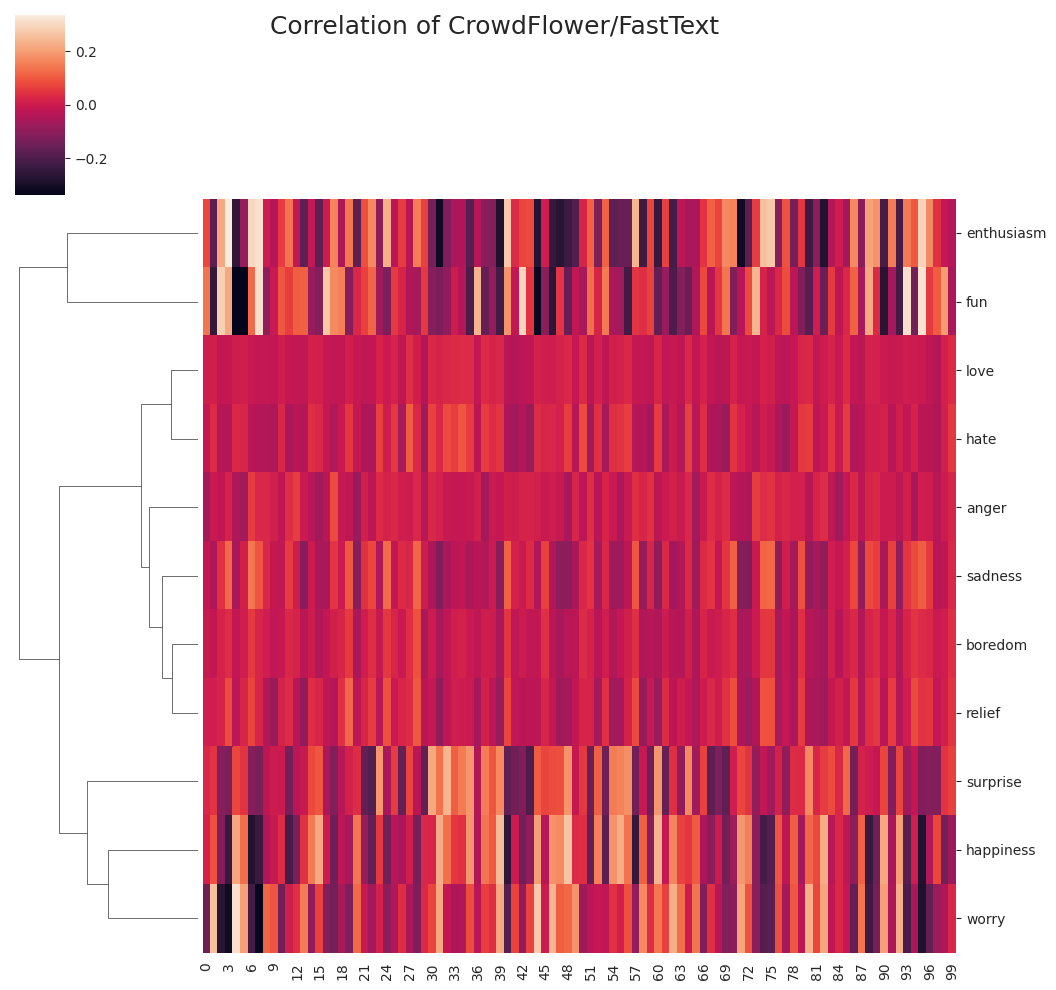 Correlation of CrowdFlower/FastText
0.2
0.0
−0.2
enthusiasm
fun
love
hate
anger
sadness
boredom
relief
surprise
happiness
worry
0 3 6 9 12 15 18 21 24 27 30 33 36 39 42 45 48 51 54 57 60 63 66 69 72 75 78 81 84 87 90 93 96 99